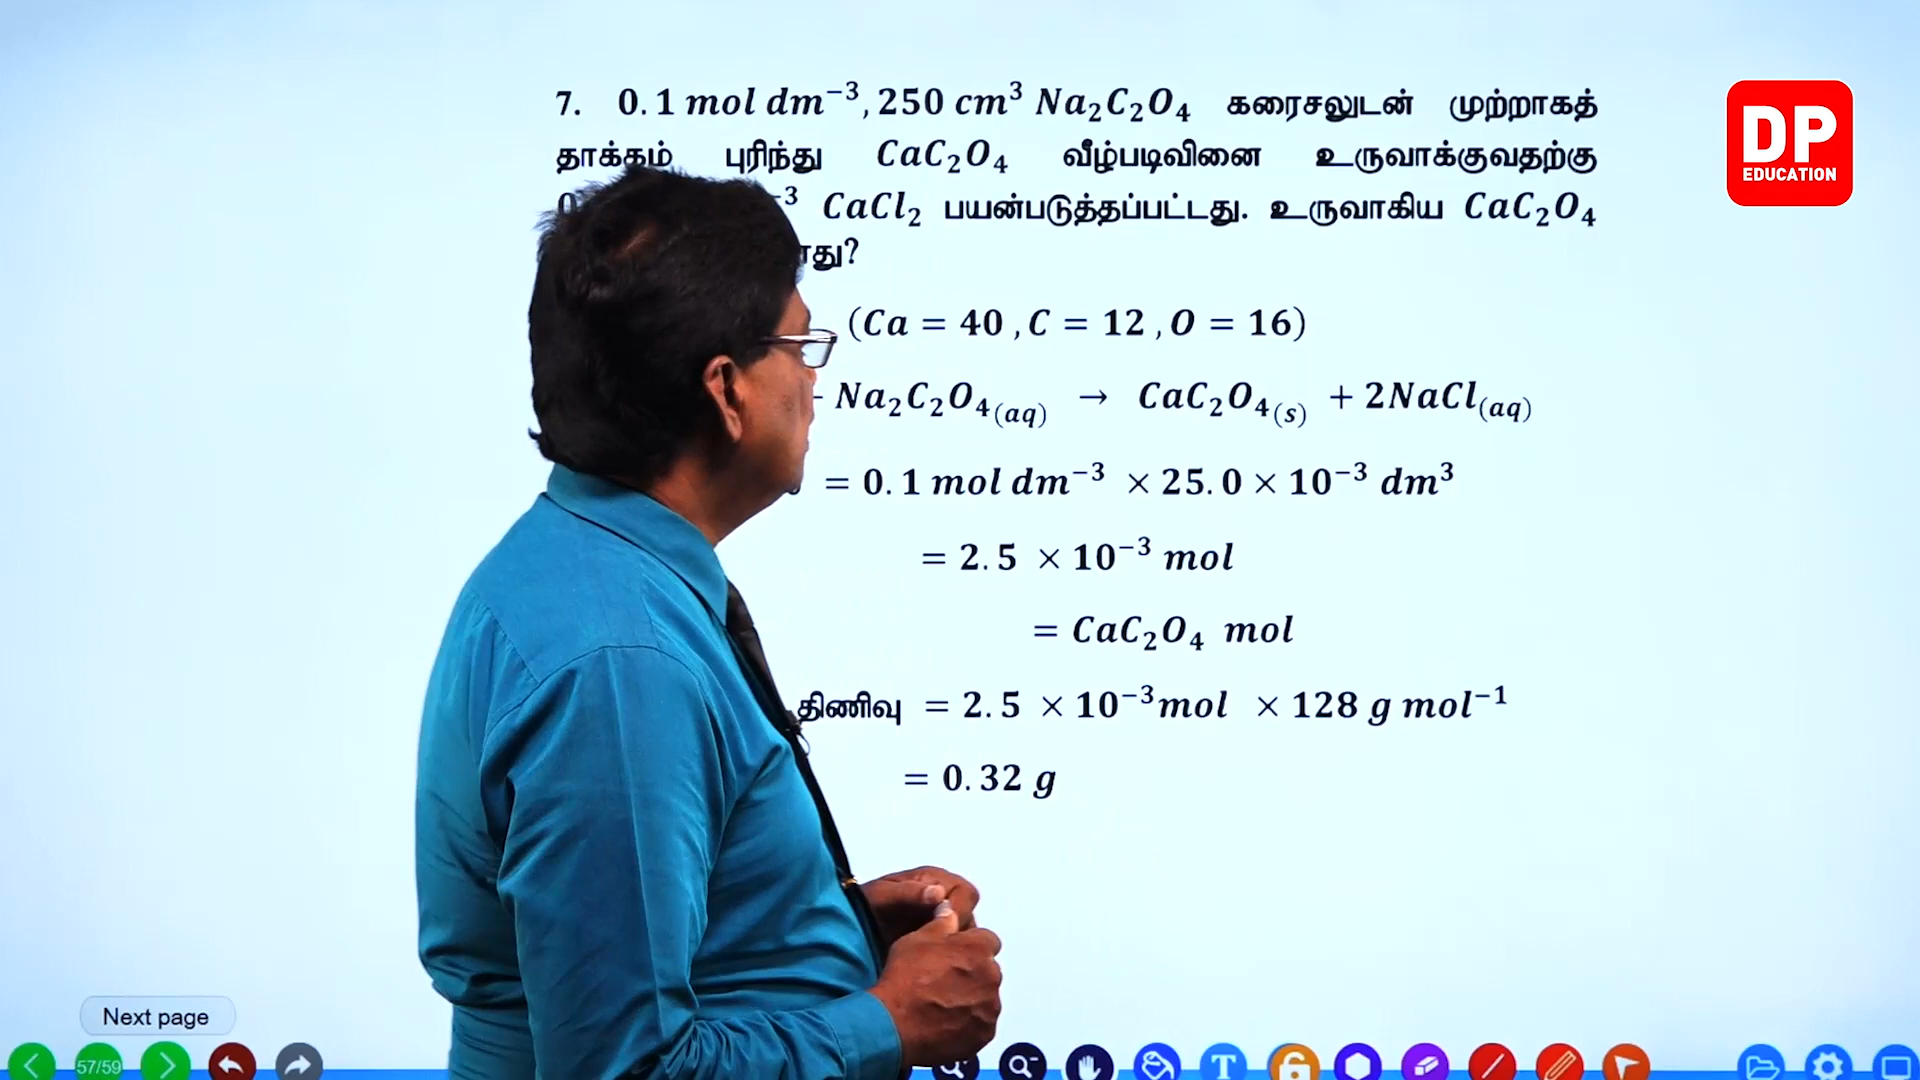 7. 0.1 mol dm⁻³, 250 cm³ Na₂C₂O₄ கரைசலுடன் முற்றாகத்
தாக்கம் புரிந்து CaC₂O₄ வீழ்படிவினை உருவாக்குவதற்கு
⁻³ CaCl₂ பயன்படுத்தப்பட்டது. உருவாகிய CaC₂O₄
(Ca = 40 , C = 12 , O = 16)
Na₂C₂O₄₍aq₎ → CaC₂O₄₍s₎ + 2NaCl₍aq₎
= 0.1 mol dm⁻³ × 25.0 × 10⁻³ dm³
= 2.5 × 10⁻³ mol
= CaC₂O₄ mol
திணிவு = 2.5 × 10⁻³mol × 128 g mol⁻¹
= 0.32 g
DP
EDUCATION
Next page
57/59